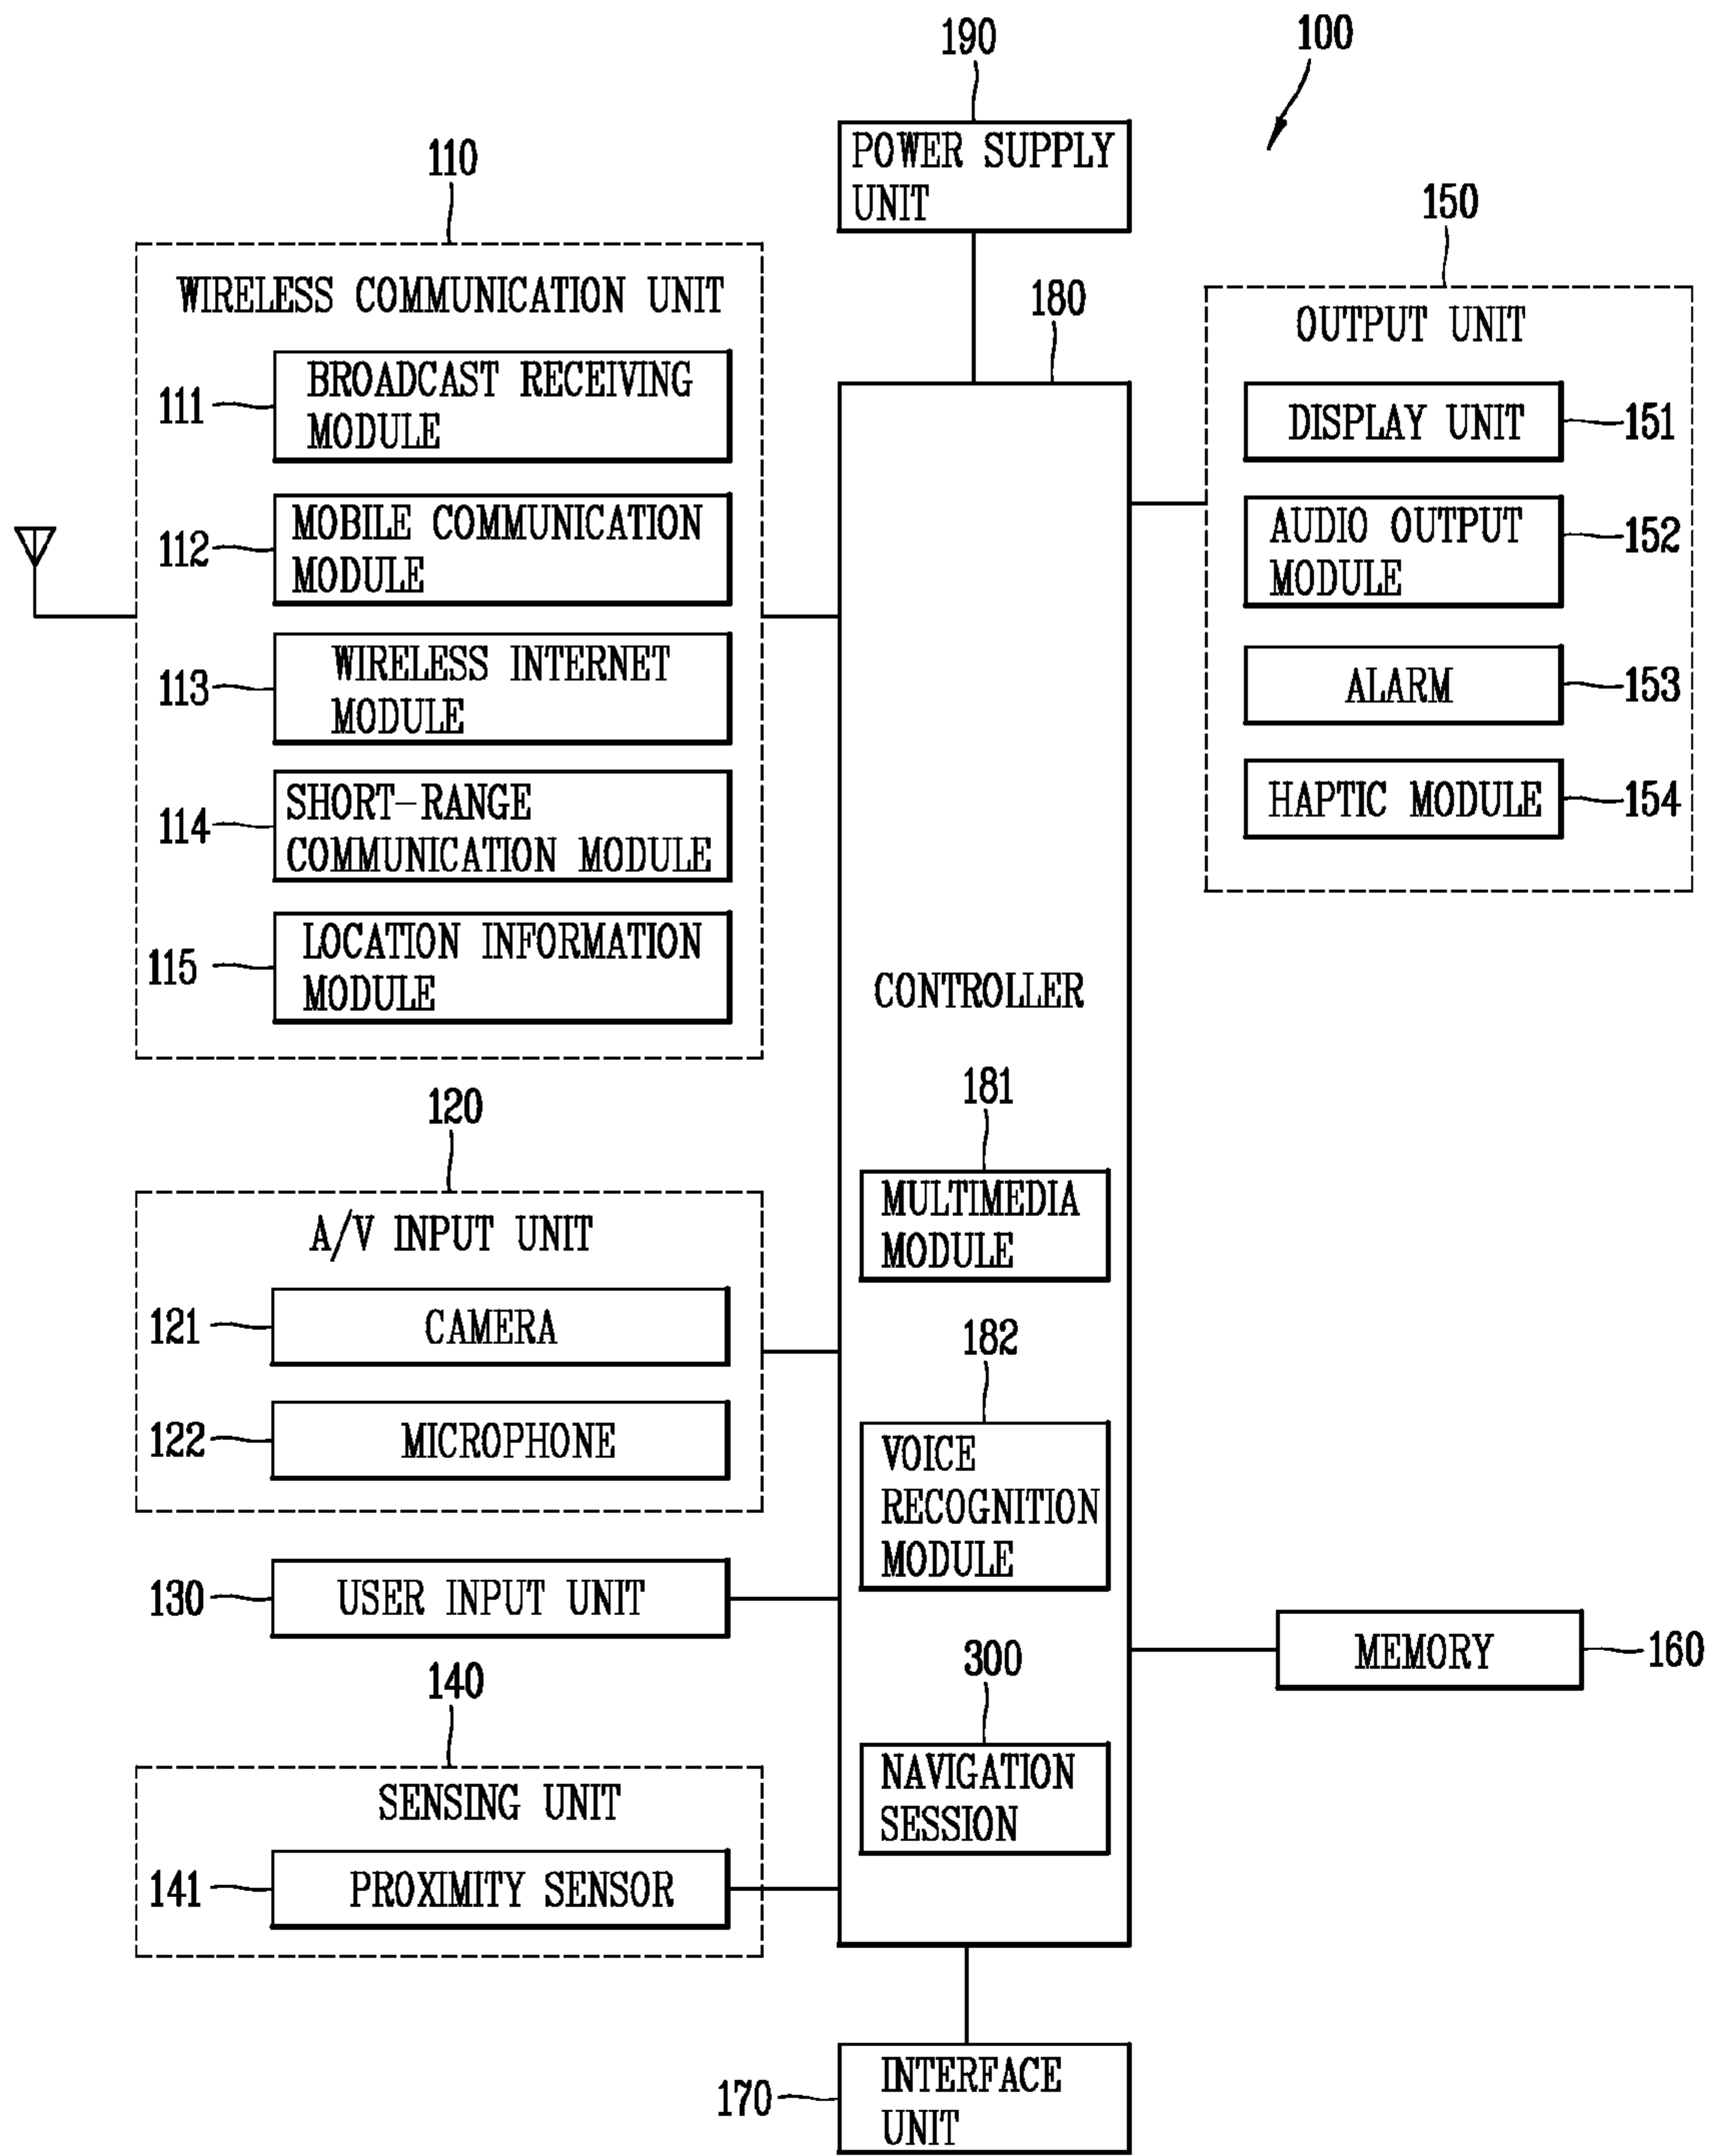 100
190
POWER SUPPLY
UNIT
110
WIRELESS COMMUNICATION UNIT
111
BROADCAST RECEIVING
MODULE
112
MOBILE COMMUNICATION
MODULE
113
WIRELESS INTERNET
MODULE
114
SHORT-RANGE
COMMUNICATION MODULE
115
LOCATION INFORMATION
MODULE
120
A/V INPUT UNIT
121
CAMERA
122
MICROPHONE
130
USER INPUT UNIT
140
SENSING UNIT
141
PROXIMITY SENSOR
180
CONTROLLER
181
MULTIMEDIA
MODULE
182
VOICE
RECOGNITION
MODULE
300
NAVIGATION
SESSION
150
OUTPUT UNIT
DISPLAY UNIT
151
AUDIO OUTPUT
MODULE
152
ALARM
153
HAPTIC MODULE
154
MEMORY
160
170
INTERFACE
UNIT